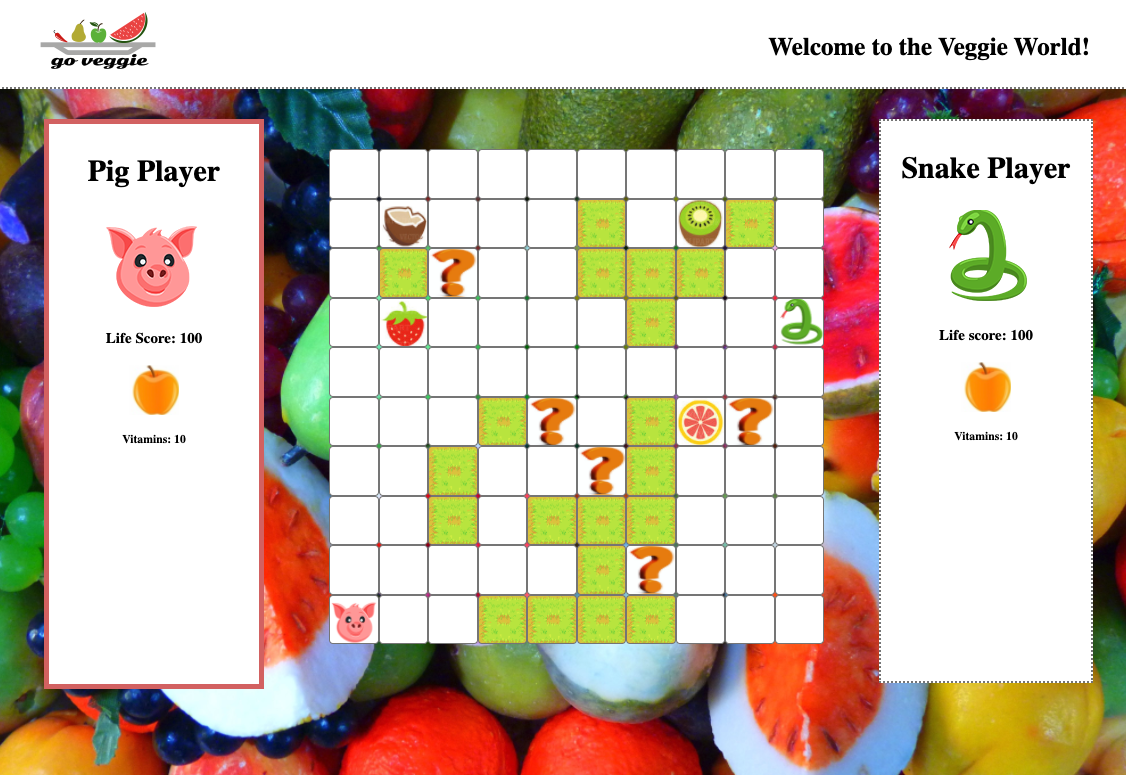 go veggie
Welcome to the Veggie World!
Pig Player
Life Score: 100
Vitamins: 10
?
?
?
?
?
Snake Player
Life score: 100
Vitamins: 10